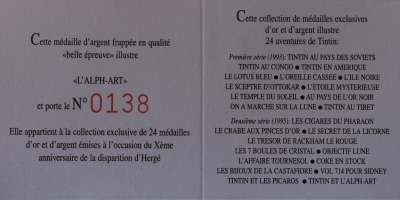 Cette médaille d'argent frappée en qualité
«belle épreuve» illustre
«L'ALPH-ART»
et porte le N° 0138
Elle appartient à la collection exclusive de 24 médailles
d'or et d'argent émises à l'occasion du Xème
anniversaire de la disparition d'Hergé
Cette collection de médailles exclusives
d'or et d'argent illustre
24 aventures de Tintin:
Première série (1993): TINTIN AU PAYS DES SOVIETS
TINTIN AU CONGO ● TINTIN EN AMERIQUE
LE LOTUS BLEU ● L'OREILLE CASSEE ● L'ILE NOIRE
LE SCEPTRE D'OTTOKAR ● L'ETOILE MYSTERIEUSE
LE TEMPLE DU SOLEIL ● AU PAYS DE L'OR NOIR
ON A MARCHE SUR LA LUNE ● TINTIN AU TIBET
Deuxième série (1995): LES CIGARES DU PHARAON
LE CRABE AUX PINCES D'OR ● LE SECRET DE LA LICORNE
LE TRESOR DE RACKHAM LE ROUGE
LES 7 BOULES DE CRISTAL ● OBJECTIF LUNE
L'AFFAIRE TOURNESOL ● COKE EN STOCK
LES BIJOUX DE LA CASTAFIORE ● VOL 714 POUR SIDNEY
TINTIN ET LES PICAROS ● TINTIN ET L'ALPH-ART